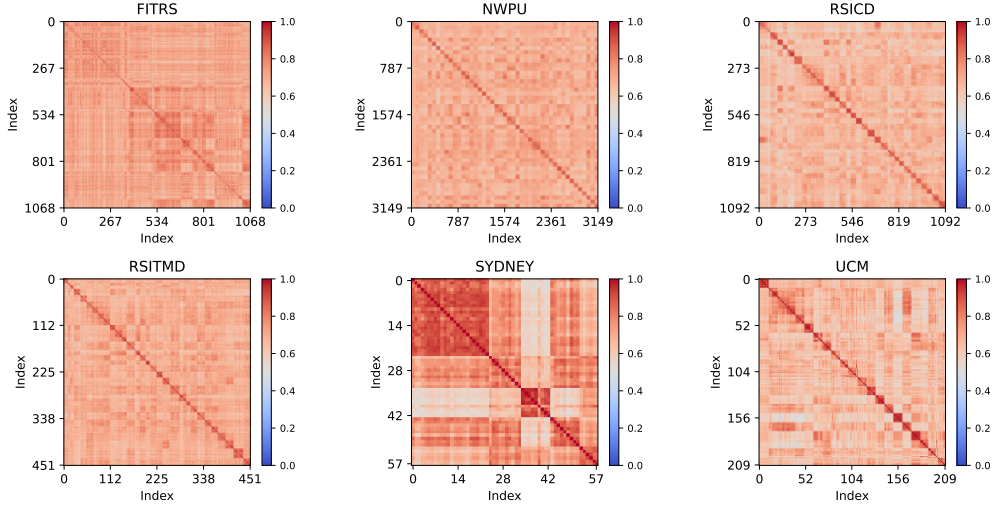 FITRS
0
267
534
801
1068
0 267 534 801 1068
Index
Index
1.0
0.8
0.6
0.4
0.2
0.0
NWPU
0
787
1574
2361
3149
0 787 1574 2361 3149
Index
Index
1.0
0.8
0.6
0.4
0.2
0.0
RSICD
0
273
546
819
1092
0 273 546 819 1092
Index
Index
1.0
0.8
0.6
0.4
0.2
0.0
RSITMD
0
112
225
338
451
0 112 225 338 451
Index
Index
1.0
0.8
0.6
0.4
0.2
0.0
SYDNEY
0
14
28
42
57
0 14 28 42 57
Index
Index
1.0
0.8
0.6
0.4
0.2
0.0
UCM
0
52
104
156
209
0 52 104 156 209
Index
Index
1.0
0.8
0.6
0.4
0.2
0.0